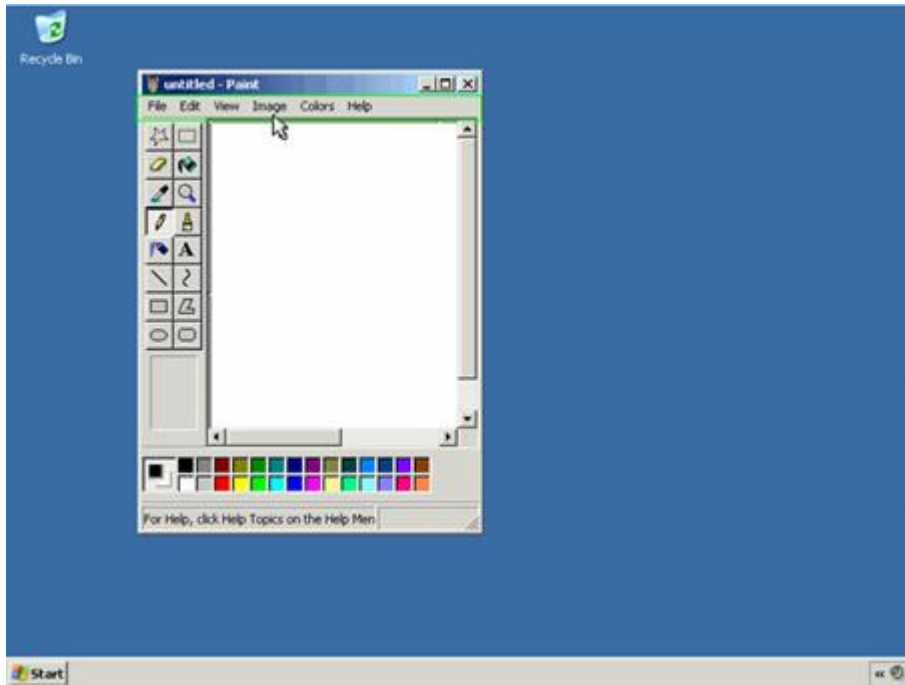 Recycle Bin
untitled - Paint
File Edit View Image Colors Help
A
For Help, click Help Topics on the Help Men
Start